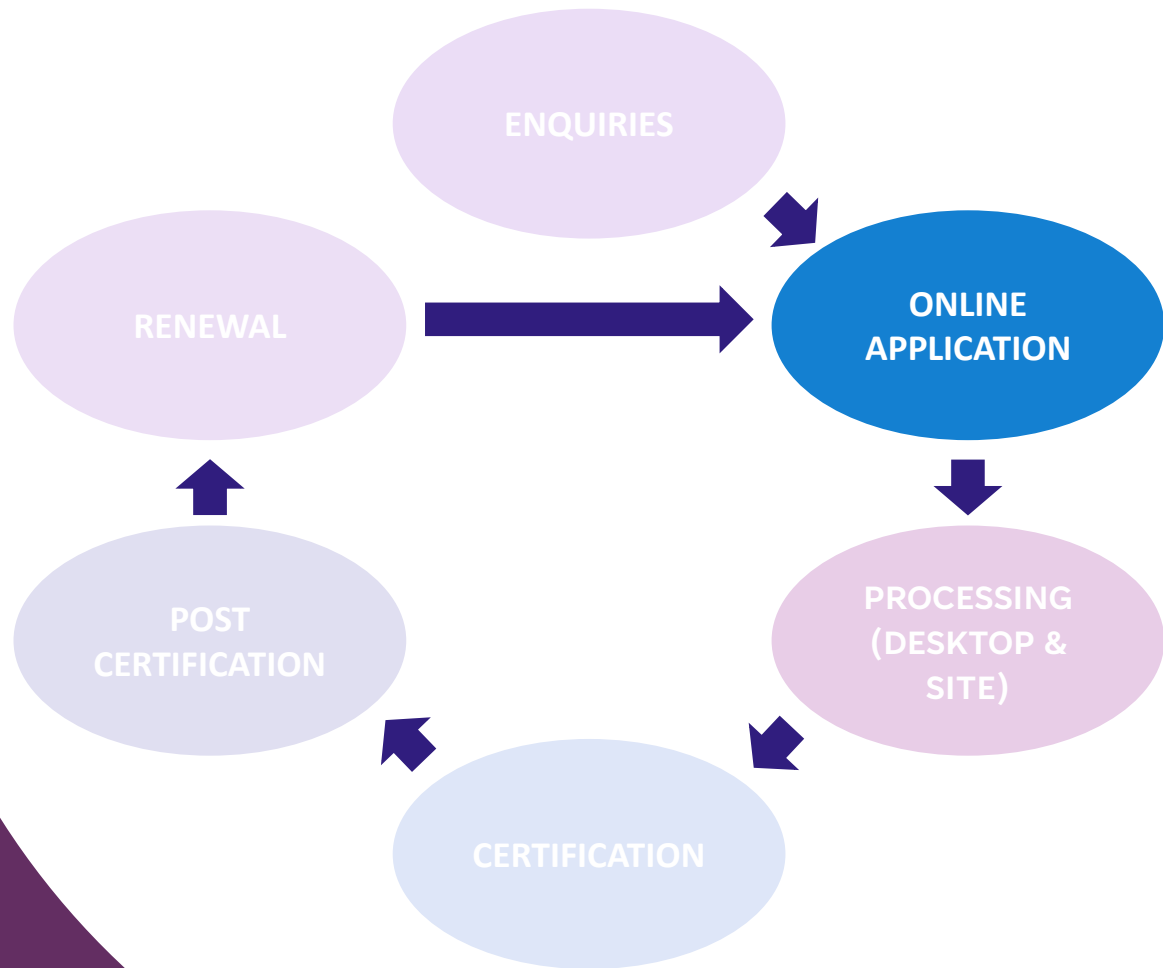 ENQUIRIES
ONLINE
APPLICATION
PROCESSING
(DESKTOP &
SITE)
CERTIFICATION
POST
CERTIFICATION
RENEWAL